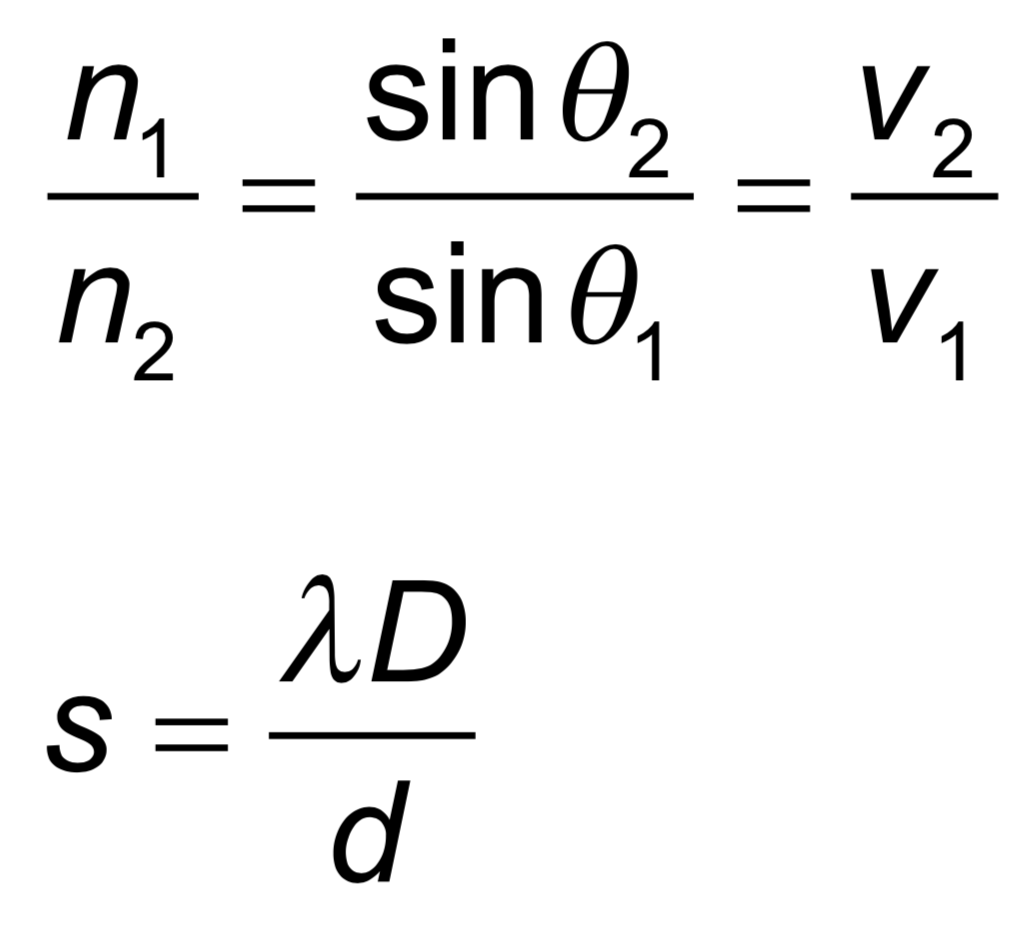 n₁/n₂ = sin θ₂/sin θ₁ = v₂/v₁
s = λD/d